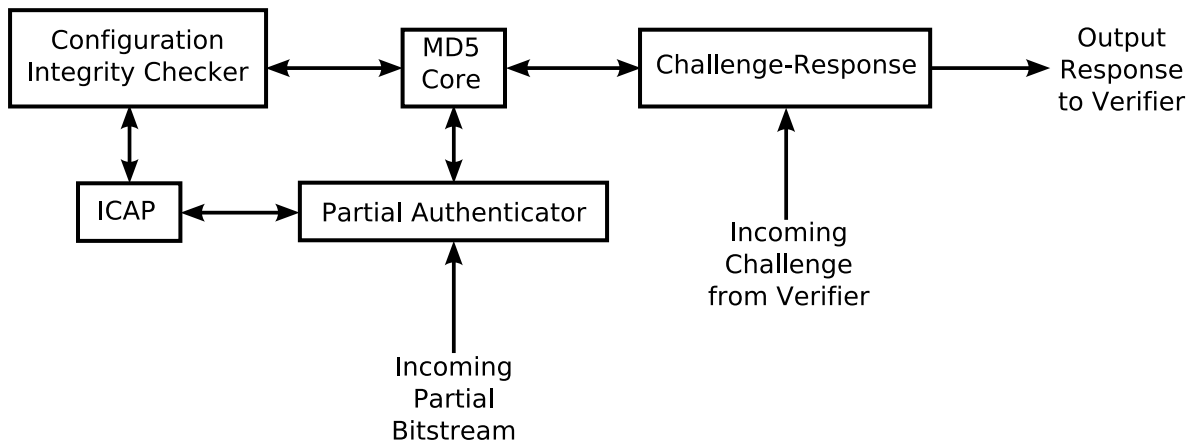 Configuration
Integrity Checker
MD5
Core
Challenge-Response
Output
Response
to Verifier
ICAP
Partial Authenticator
Incoming
Challenge
from Verifier
Incoming
Partial
Bitstream